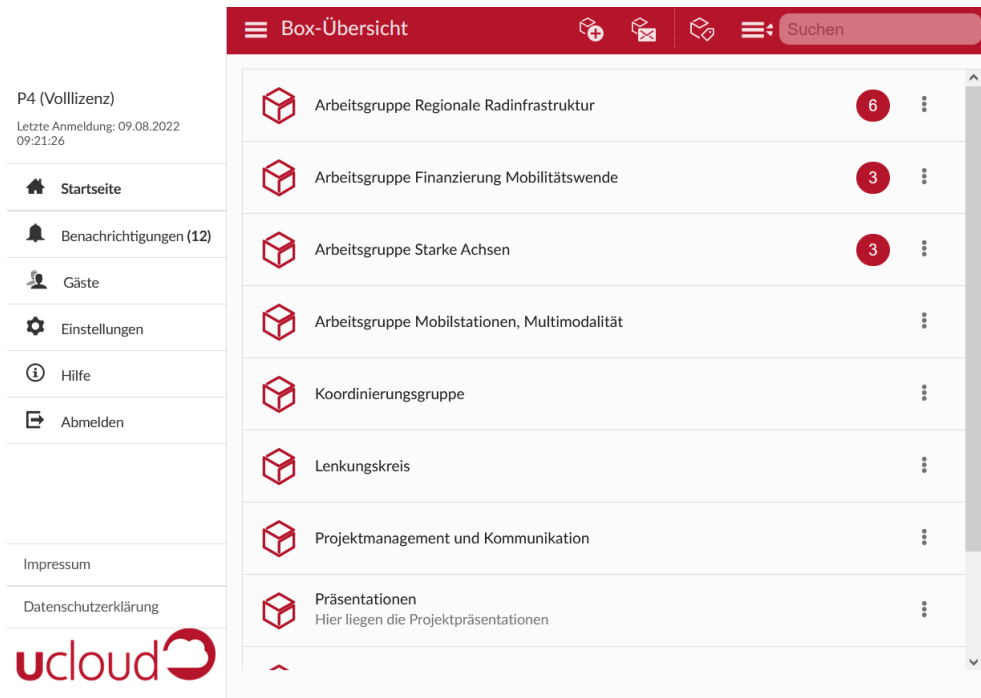 Box-Übersicht
Suchen
P4 (Volllizenz)
Letzte Anmeldung: 09.08.2022
09:21:26
Startseite
Benachrichtigungen (12)
Gäste
Einstellungen
Hilfe
Abmelden
Impressum
Datenschutzerklärung
ucloud
Arbeitsgruppe Regionale Radinfrastruktur
6
Arbeitsgruppe Finanzierung Mobilitätswende
3
Arbeitsgruppe Starke Achsen
3
Arbeitsgruppe Mobilstationen, Multimodalität
Koordinierungsgruppe
Lenkungskreis
Projektmanagement und Kommunikation
Präsentationen
Hier liegen die Projektpräsentationen